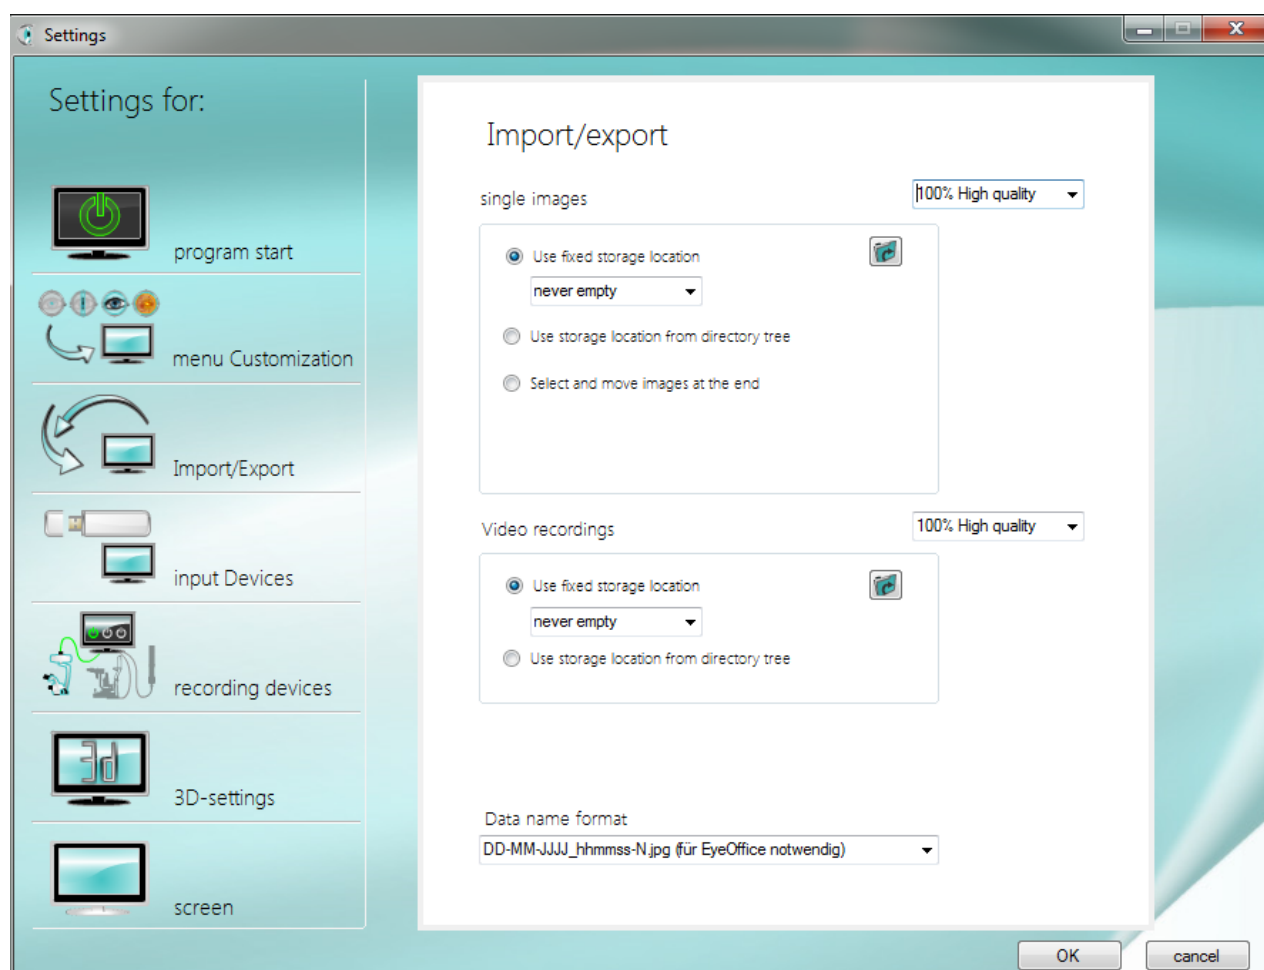 Settings
Settings for:
program start
menu Customization
Import/Export
input Devices
recording devices
3d
3D-settings
screen
Import/export
single images
100% High quality
Use fixed storage location
never empty
Use storage location from directory tree
Select and move images at the end
Video recordings
100% High quality
Use fixed storage location
never empty
Use storage location from directory tree
Data name format
DD-MM-JJJJ_hhmmss-N.jpg (für EyeOffice notwendig)
OK
cancel